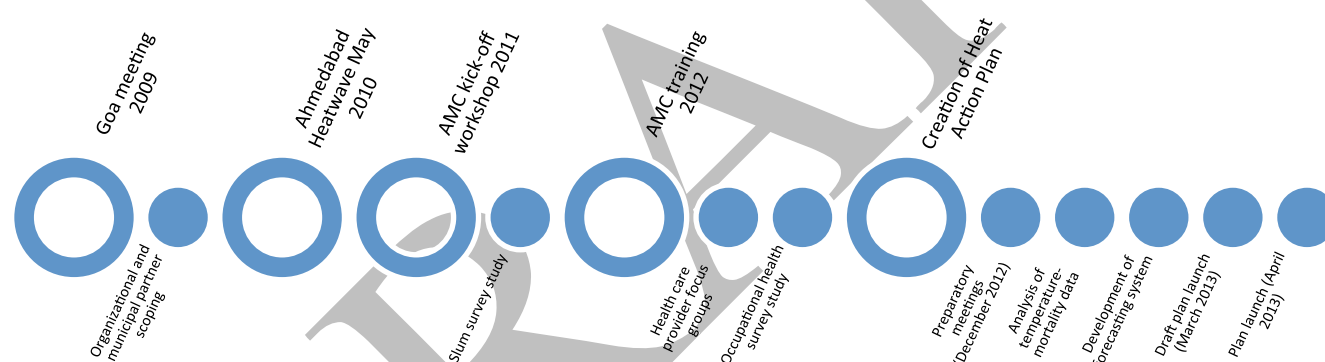 Goa meeting
2009
Organizational and
municipal partner
scoping
Ahmedabad
Heatwave May
2010
AMC kick-off
workshop 2011
Slum survey study
AMC training
2012
Health care
provider focus
groups
Occupational health
survey study
Creation of Heat
Action Plan
Preparatory
meetings
(December 2012)
Analysis of
temperature-
mortality data
Development of
forecasting system
Draft plan launch
(March 2013)
Plan launch (April
2013)